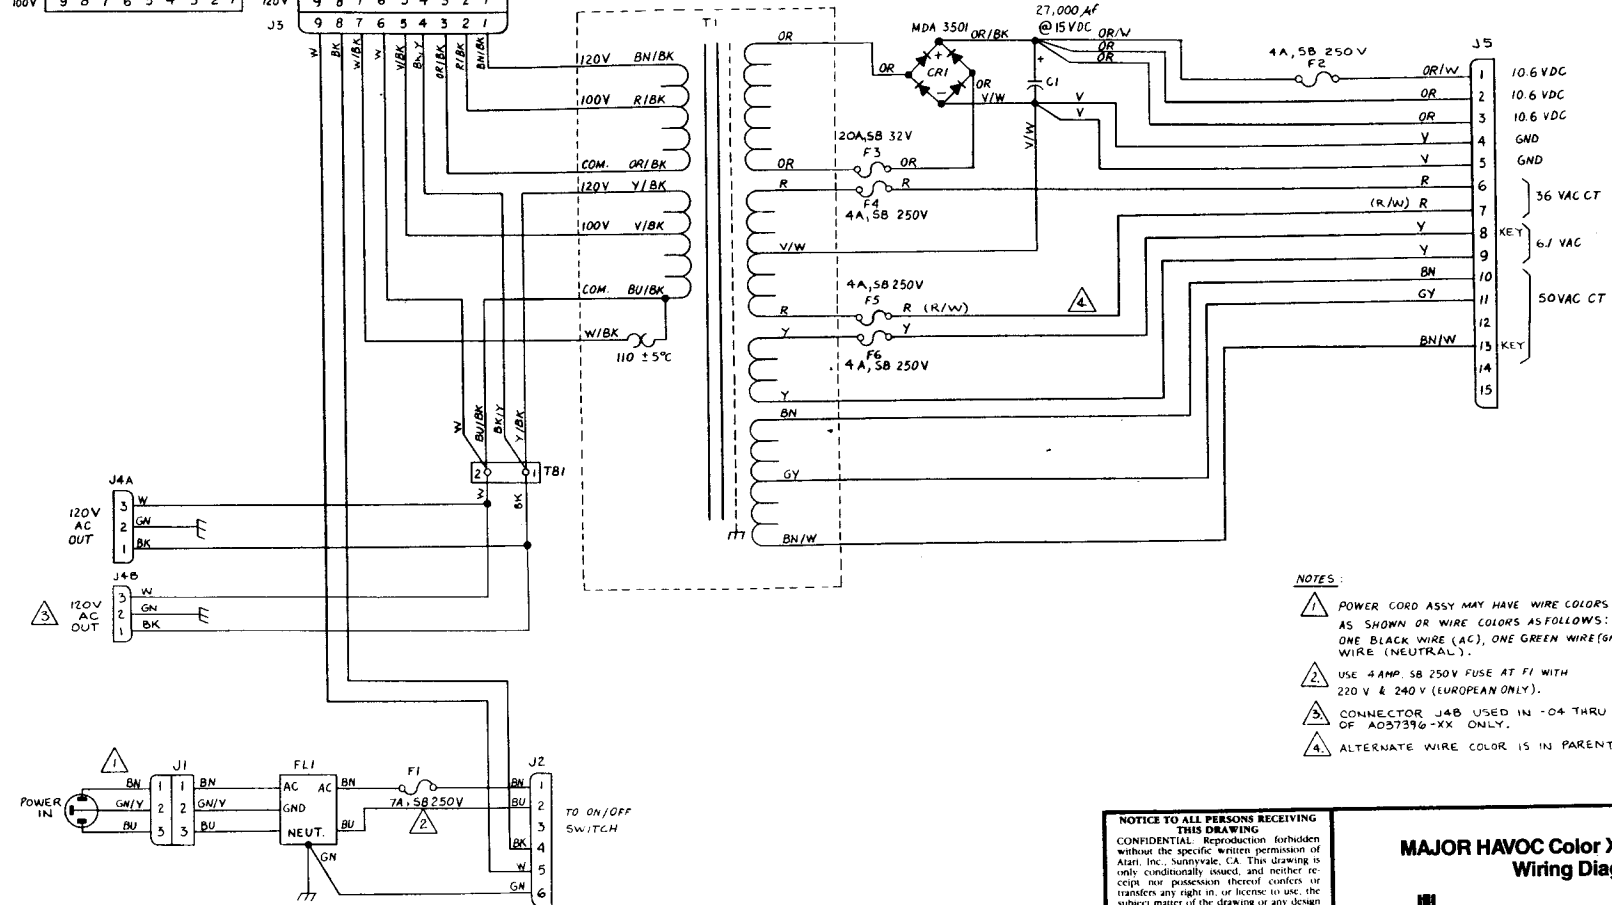 100V 9 8 7 6 5 4 3 2 1
120V 9 8 7 6 5 4 3 2 1
J3 9 8 7 6 5 4 3 2 1
W BK W/BK W V/BK BK/Y OR/BK R/BK BN/BK
T1
120V BN/BK
100V R/BK
COM. OR/BK
120V Y/BK
100V V/BK
COM. BU/BK
W/BK
110 ±5°C
OR
OR
R
V/W
R
Y
Y
BN
GY
BN/W
MDA 3501
OR
+
CR1
-
OR
OR/BK
V/W
27,000 µf
@ 15VDC
+
C1
V/W
OR/W
OR
OR
V
V
20A, SB 32V
F3
OR
R
F4
4A, SB 250V
4A, SB 250V
F5
R (R/W)
4.
Y
F6
4A, SB 250V
4A, SB 250V
F2
J5
OR/W 1 10.6 VDC
OR 2 10.6 VDC
OR 3 10.6 VDC
V 4 GND
V 5 GND
R 6
36 VAC CT
(R/W) R 7
Y 8 KEY
6.1 VAC
Y 9
BN 10
GY 11
50VAC CT
12
BN/W 13 KEY
14
15
W BU/BK BK/Y Y/BK
2 1 TB1
W BK
J4A
120V
AC
OUT
3 W
2 GN
1 BK
J4B
3
120V
AC
OUT
3 W
2 GN
1 BK
1
POWER
IN
BN
GN/Y
BU
J1
1 1
2 2
3 3
BN
GN/Y
BU
FL1
AC AC
GND
NEUT.
BN
BU
GN
F1
7A, SB 250V
2
J2
BN 1
BU 2
3
BK 4
W 5
GN 6
TO ON/OFF
SWITCH
NOTES:
1 POWER CORD ASSY MAY HAVE WIRE COLORS
AS SHOWN OR WIRE COLORS AS FOLLOWS:
ONE BLACK WIRE (AC), ONE GREEN WIRE
WIRE (NEUTRAL).
2. USE 4 AMP. SB 250V FUSE AT F1 WITH
220 V & 240 V (EUROPEAN ONLY).
3. CONNECTOR J4B USED IN -04 THRU
OF A037396-XX ONLY.
4. ALTERNATE WIRE COLOR IS IN
NOTICE TO ALL PERSONS RECEIVING
THIS DRAWING
CONFIDENTIAL: Reproduction forbidden
without the specific written permission of
Atari, Inc., Sunnyvale, CA. This drawing is
only conditionally issued, and neither re-
ceipt nor possession thereof confers or
transfers any right in, or license to use, the
subject matter of the drawing or any design
MAJOR HAVOC Color
Wiring